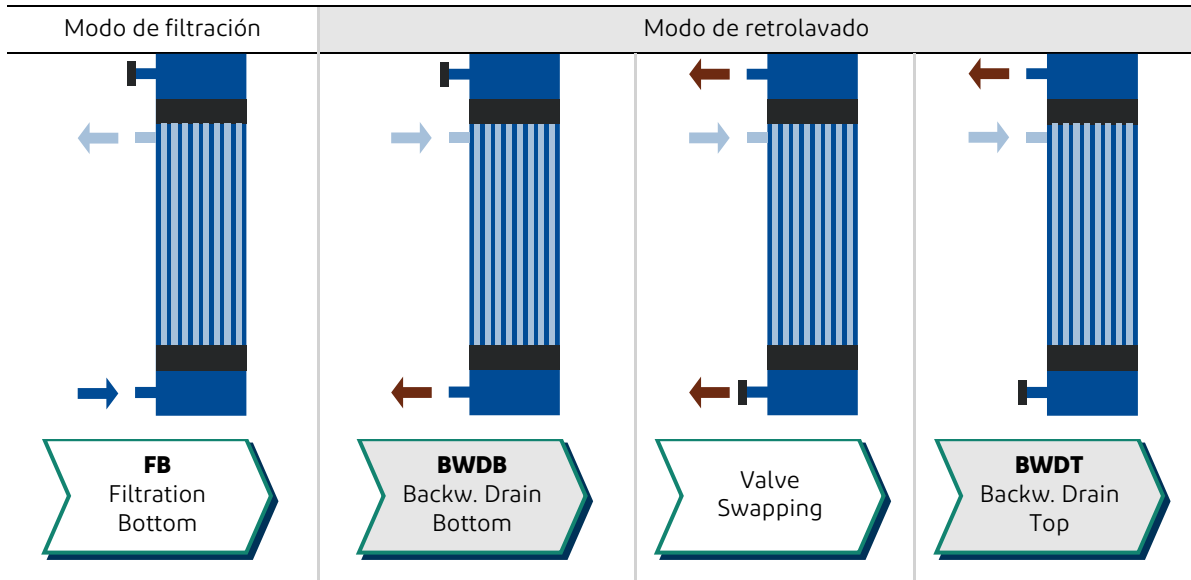 Modo de filtración
Modo de retrolavado
FB
Filtration
Bottom
BWDB
Backw. Drain
Bottom
Valve
Swapping
BWDT
Backw. Drain
Top